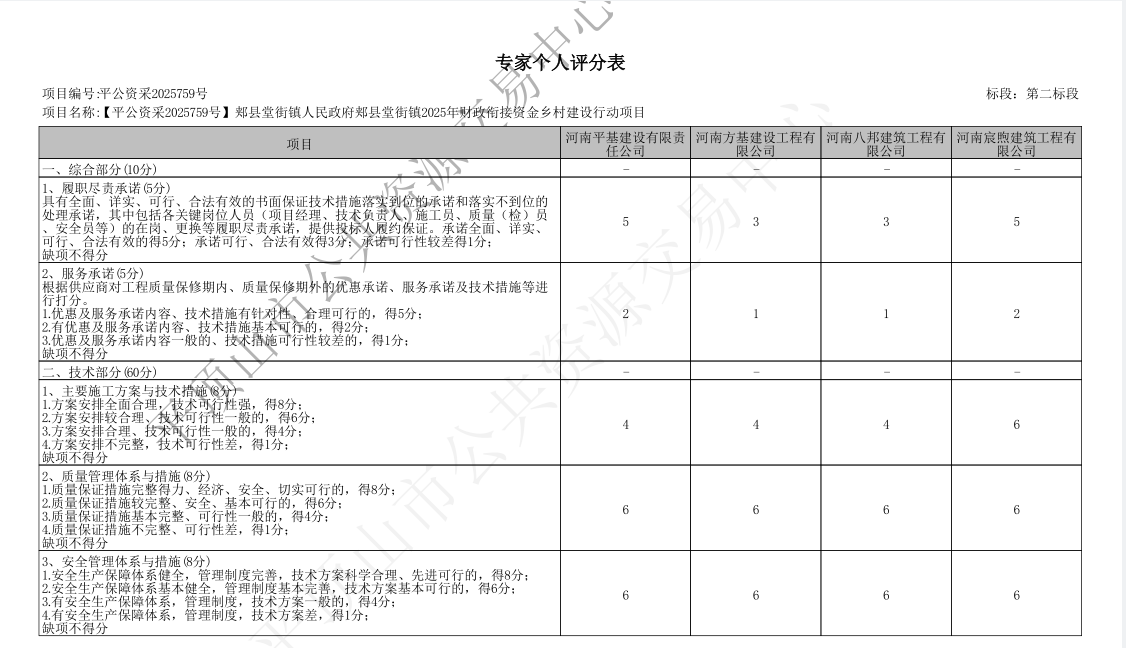 专家个人评分表
项目编号:平公资采2025759号
标段：第二标段
项目名称:【平公资采2025759号】郏县堂街镇人民政府郏县堂街镇2025年财政衔接资金乡村建设行动项目
项目
河南平基建设有限责
任公司
河南方基建设工程有
限公司
河南八邦建筑工程有
限公司
河南宸煦建筑工程有
限公司
一、综合部分(10分)
-
-
-
-
1、履职尽责承诺(5分)
具有全面、详实、可行、合法有效的书面保证技术措施落实到位的承诺和落实不到位的
处理承诺，其中包括各关键岗位人员（项目经理、技术负责人、施工员、质量（检）员
、安全员等）的在岗、更换等履职尽责承诺，提供投标人履约保证。承诺全面、详实、
可行、合法有效的得5分；承诺可行、合法有效得3分；承诺可行性较差得1分；
缺项不得分
5
3
3
5
2、服务承诺(5分)
根据供应商对工程质量保修期内、质量保修期外的优惠承诺、服务承诺及技术措施等进
行打分。
1.优惠及服务承诺内容、技术措施有针对性、合理可行的，得5分；
2.有优惠及服务承诺内容、技术措施基本可行的，得2分；
3.优惠及服务承诺内容一般的、技术措施可行性较差的，得1分；
缺项不得分
2
1
1
2
二、技术部分(60分)
-
-
-
-
1、主要施工方案与技术措施(8分)
1.方案安排全面合理，技术可行性强，得8分；
2.方案安排较合理、技术可行性一般的，得6分；
3.方案安排合理、技术可行性一般的，得4分；
4.方案安排不完整，技术可行性差，得1分；
缺项不得分
4
4
4
6
2、质量管理体系与措施(8分)
1.质量保证措施完整得力、经济、安全、切实可行的，得8分；
2.质量保证措施较完整、安全、基本可行的，得6分；
3.质量保证措施基本完整、可行性一般的，得4分；
4.质量保证措施不完整、可行性差，得1分；
缺项不得分
6
6
6
6
3、安全管理体系与措施(8分)
1.安全生产保障体系健全，管理制度完善，技术方案科学合理、先进可行的，得8分；
2.安全生产保障体系基本健全，管理制度基本完善，技术方案基本可行的，得6分；
3.有安全生产保障体系，管理制度，技术方案一般的，得4分；
4.有安全生产保障体系，管理制度，技术方案差，得1分；
缺项不得分
6
6
6
6
平顶山市公共资源交易中心
平顶山市公共资源交易中心